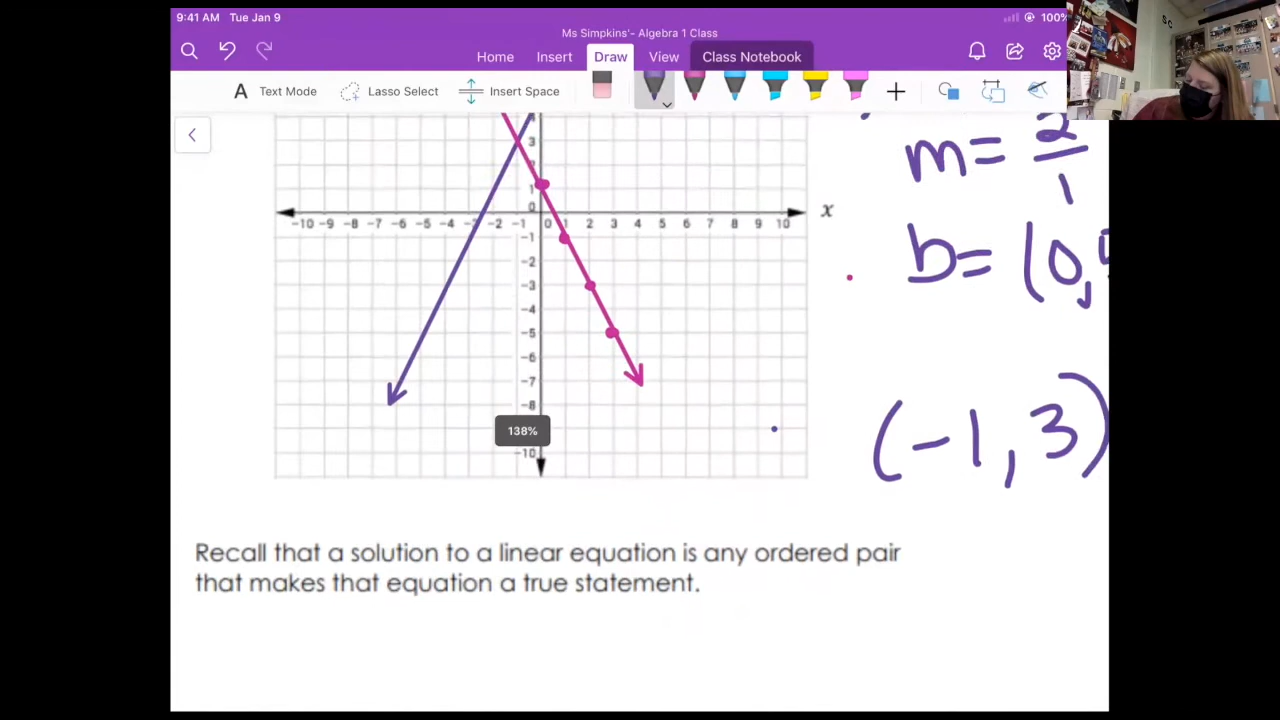 9:41 AM Tue Jan 9
100%
Ms Simpkins'- Algebra 1 Class
Home Insert Draw View Class Notebook
A Text Mode Lasso Select Insert Space
m= 2/1
b= (0,
3
1
0
-10 -9 -8 -7 -6 -5 -4 -2 -1 0 1 2 3 4 5 6 7 8 9 10 x
-1
-2
-3
-4
-5
-6
-7
-8
138%
-10
(-1, 3)
Recall that a solution to a linear equation is any ordered pair
that makes that equation a true statement.